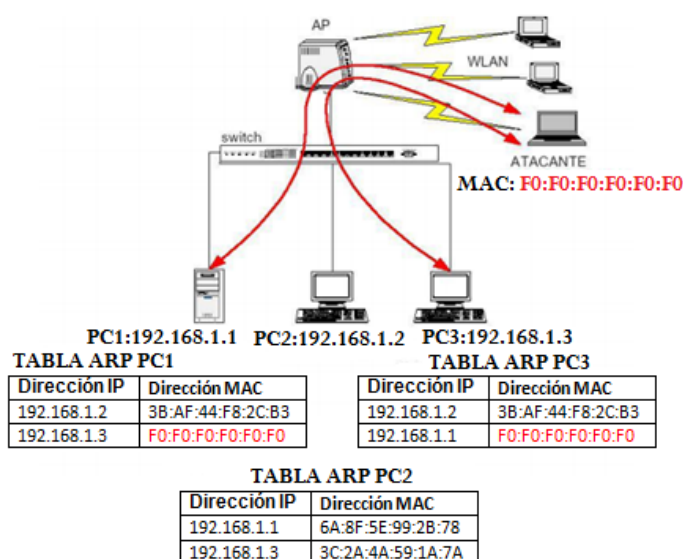 AP
WLAN
switch
ATACANTE
MAC: F0:F0:F0:F0:F0:F0
PC1:192.168.1.1 PC2:192.168.1.2 PC3:192.168.1.3
TABLA ARP PC1
Dirección IP Dirección MAC
192.168.1.2 3B:AF:44:F8:2C:B3
192.168.1.3 F0:F0:F0:F0:F0:F0
TABLA ARP PC3
Dirección IP Dirección MAC
192.168.1.2 3B:AF:44:F8:2C:B3
192.168.1.1 F0:F0:F0:F0:F0:F0
TABLA ARP PC2
Dirección IP Dirección MAC
192.168.1.1 6A:8F:5E:99:2B:78
192.168.1.3 3C:2A:4A:59:1A:7A